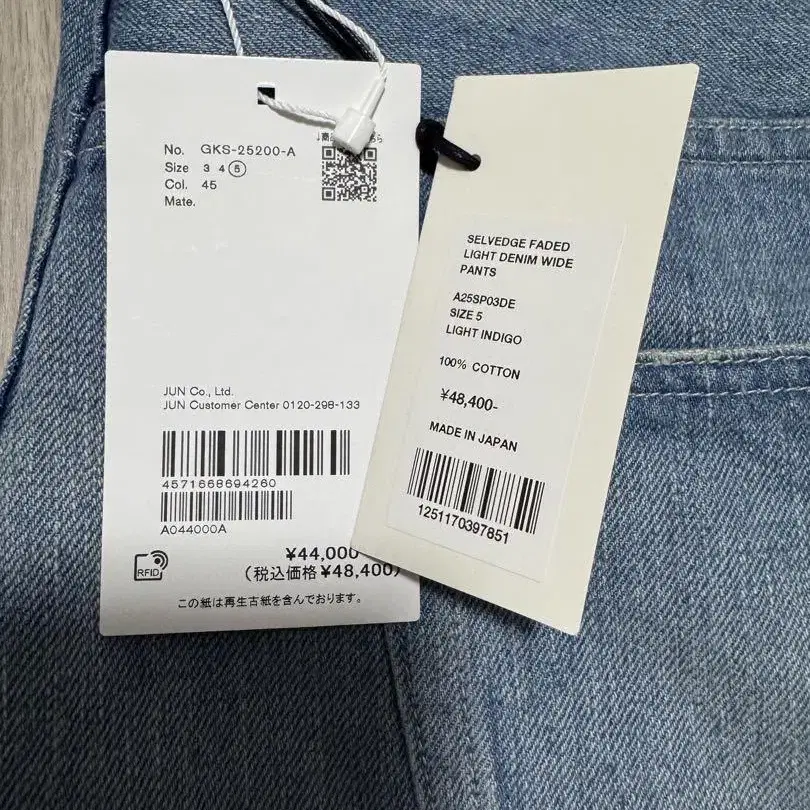 No. GKS-25200-A
Size 3 4 5
Col. 45
Mate.
JUN Co., Ltd.
JUN Customer Center 0120-298-133
4571668694260
A044000A
RFID
¥44,000
(税込価格¥48,400)
この紙は再生古紙を含んでおります。
SELVEDGE FADED
LIGHT DENIM WIDE
PANTS
A25SP03DE
SIZE 5
LIGHT INDIGO
100% COTTON
¥48,400-
MADE IN JAPAN
1251170397851